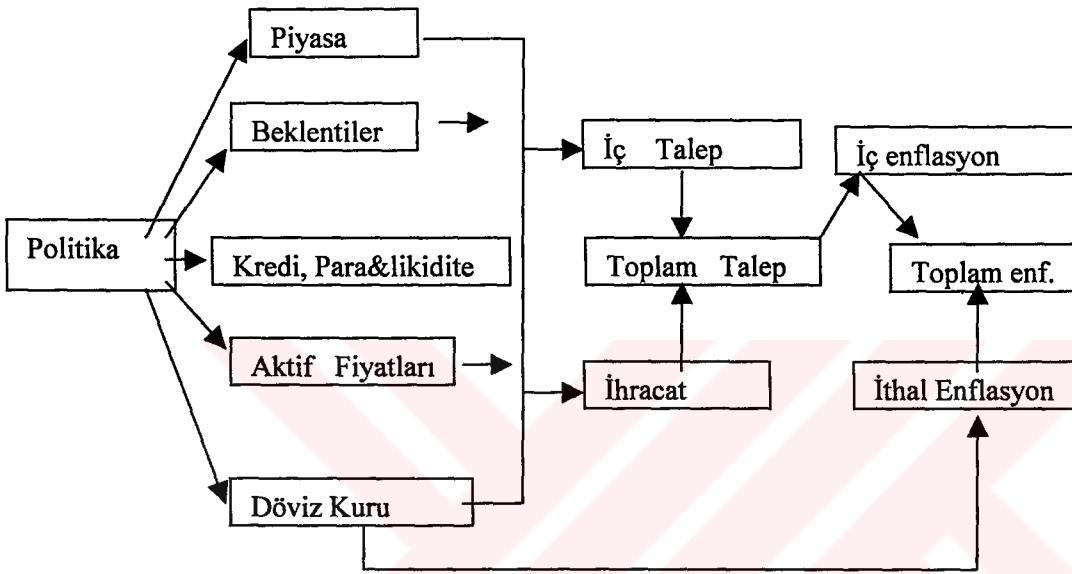 Piyasa
Beklentiler
İç Talep
İç enflasyon
Politika
Kredi, Para&likidite
Toplam Talep
Toplam enf.
Aktif Fiyatları
İhracat
İthal Enflasyon
Döviz Kuru